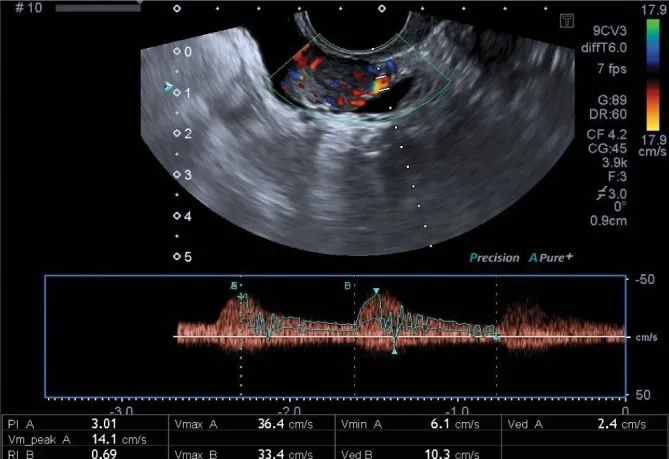 #10
T
17.9
9CV3
diffT6.0
7 fps
G:89
DR:60
CF 4.2
CG:45
3.9k
F:3
3.0
0°
0.9cm
17.9
cm/s
0
1
2
3
4
5
Precision A Pure+
B
-50
cm/s
50
-3.0 -2.0 -1.0 0
PI A 3.01 Vmax A 36.4 cm/s Vmin A 6.1 cm/s Ved A 2.4 cm/s
Vm_peak A 14.1 cm/s
RI B 0.69 Vmax B 33.4 cm/s Ved B 10.3 cm/s